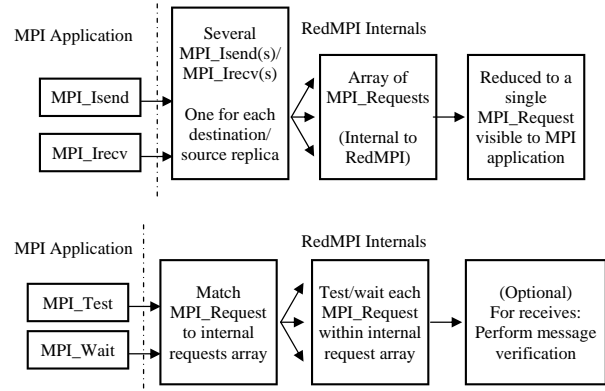 MPI Application
RedMPI Internals
MPI_Isend
MPI_Irecv
Several
MPI_Isend(s)/
MPI_Irecv(s)
One for each
destination/
source replica
Array of
MPI_Requests
(Internal to
RedMPI)
Reduced to a
single
MPI_Request
visible to MPI
application
MPI Application
RedMPI Internals
MPI_Test
MPI_Wait
Match
MPI_Request
to internal
requests array
Test/wait each
MPI_Request
within internal
request array
(Optional)
For receives:
Perform message
verification